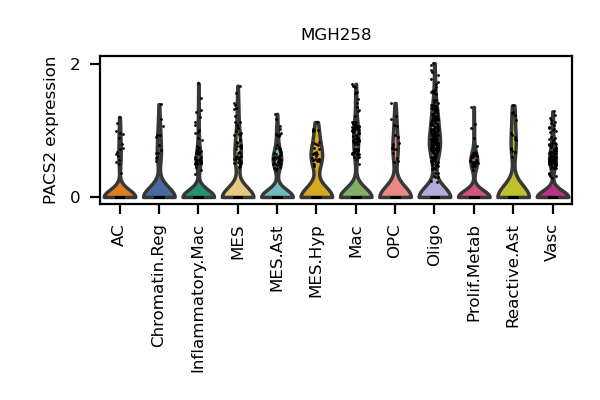 MGH258
PACS2 expression
2
0
AC
Chromatin.Reg
Inflammatory.Mac
MES
MES.Ast
MES.Hyp
Mac
OPC
Oligo
Prolif.Metab
Reactive.Ast
Vasc